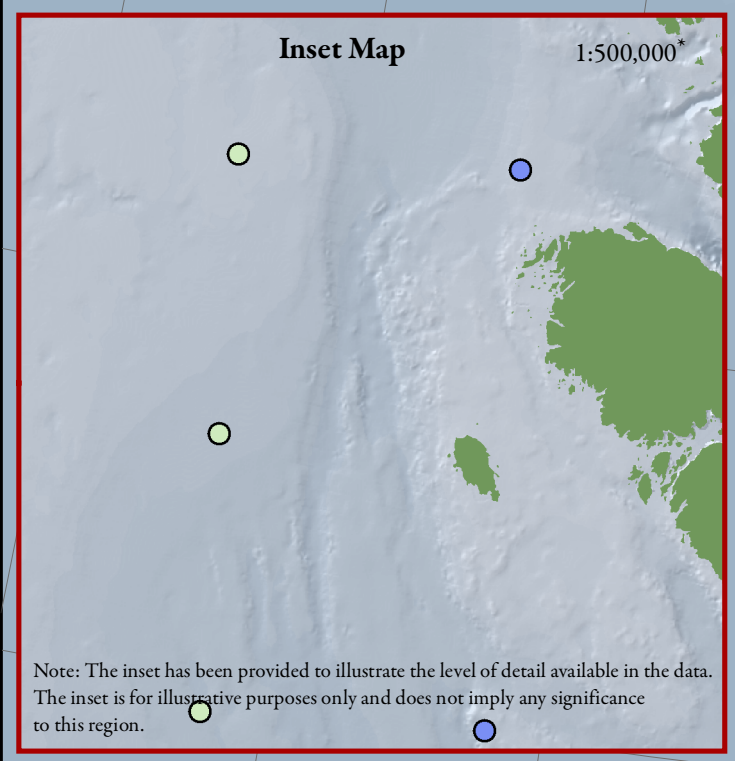 Inset Map
1:500,000*
Note: The inset has been provided to illustrate the level of detail available in the data.
The inset is for illustrative purposes only and does not imply any significance
to this region.